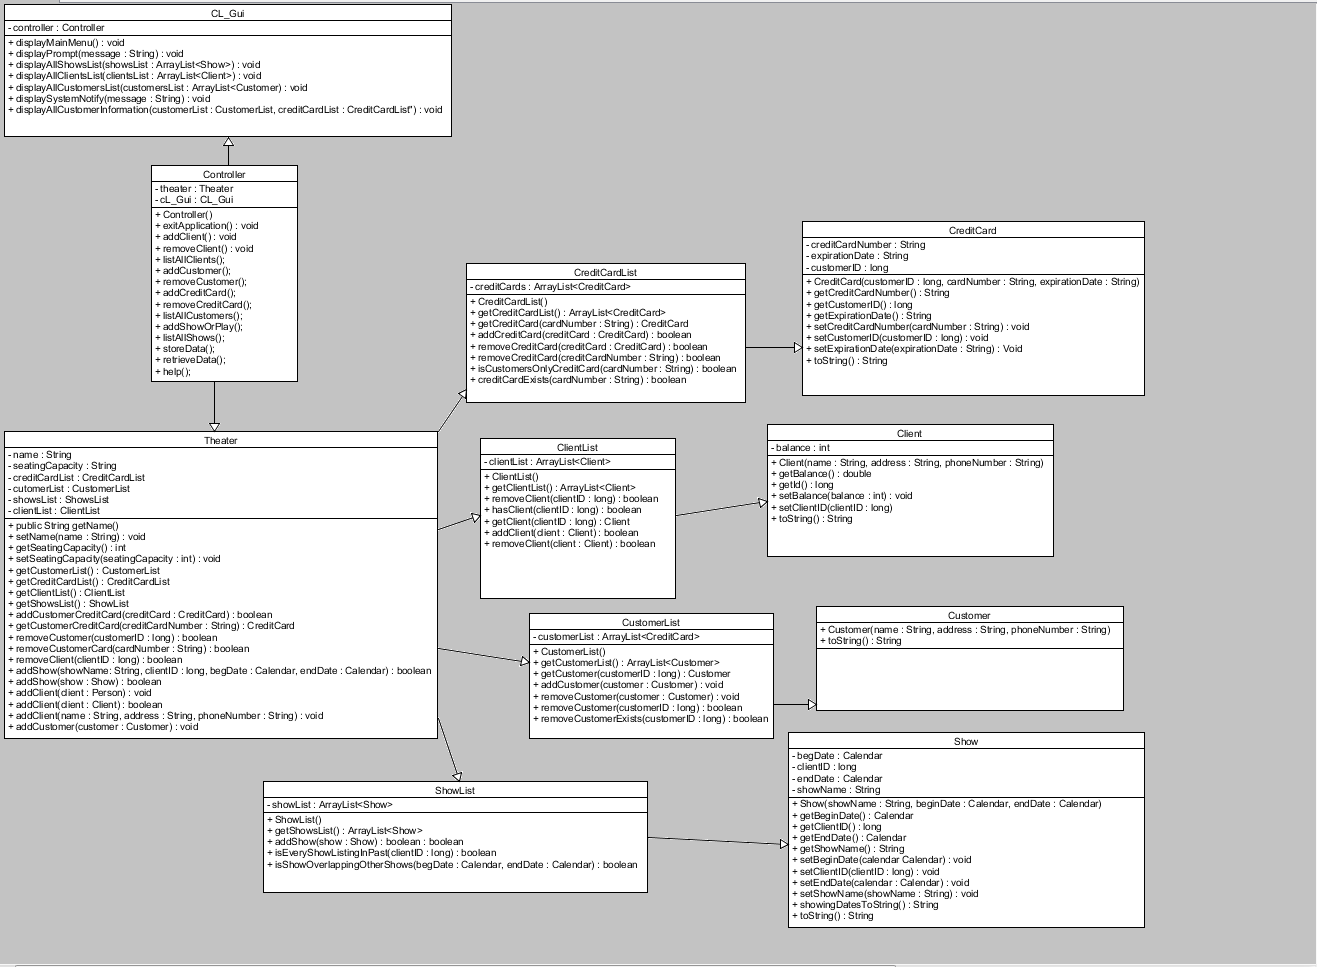 CL_Gui
- controller : Controller
+ displayMainMenu() : void
+ displayPrompt(message : String) : void
+ displayAllShowsList(showsList : ArrayList<Show>) : void
+ displayAllClientsList(clientsList : ArrayList<Client>) : void
+ displayAllCustomersList(customersList : ArrayList<Customer) : void
+ displaySystemNotify(message : String) : void
+ displayAllCustomerInformation(customerList : CustomerList, creditCardList : CreditCardList") : void
Controller
- theater : Theater
- cL_Gui : CL_Gui
+ Controller()
+ exitApplication() : void
+ addClient() : void
+ removeClient() : void
+ listAllClients();
+ addCustomer();
+ removeCustomer();
+ addCreditCard();
+ removeCreditCard();
+ listAllCustomers();
+ addShowOrPlay();
+ listAllShows();
+ storeData();
+ retrieveData();
+ help();
Theater
- name : String
- seatingCapacity : String
- creditCardList : CreditCardList
- cutomerList : CustomerList
- showsList : ShowsList
- clientList : ClientList
+ public String getName()
+ setName(name : String) : void
+ getSeatingCapacity() : int
+ setSeatingCapacity(seatingCapacity : int) : void
+ getCustomerList() : CustomerList
+ getCreditCardList() : CreditCardList
+ getClientList() : ClientList
+ getShowsList() : ShowList
+ addCustomerCreditCard(creditCard : CreditCard) : boolean
+ getCustomerCreditCard(creditCardNumber : String) : CreditCard
+ removeCustomer(customerID : long) : boolean
+ removeCustomerCard(cardNumber : String) : boolean
+ removeClient(clientID : long) : boolean
+ addShow(showName: String, clientID : long, begDate : Calendar, endDate : Calendar) : boolean
+ addShow(show : Show) : boolean
+ addClient(client : Person) : void
+ addClient(client : Client) : boolean
+ addClient(name : String, address : String, phoneNumber : String) : void
+ addCustomer(customer : Customer) : void
CreditCardList
- creditCards : ArrayList<CreditCard>
+ CreditCardList()
+ getCreditCardList() : ArrayList<CreditCard>
+ getCreditCard(cardNumber : String) : CreditCard
+ addCreditCard(creditCard : CreditCard) : boolean
+ removeCreditCard(creditCard : CreditCard) : boolean
+ removeCreditCard(creditCardNumber : String) : boolean
+ isCustomersOnlyCreditCard(cardNumber : String) : boolean
+ creditCardExists(cardNumber : String) : boolean
CreditCard
- creditCardNumber : String
- expirationDate : String
- customerID : long
+ CreditCard(customerID : long, cardNumber : String, expirationDate : String)
+ getCreditCardNumber() : String
+ getCustomerID() : long
+ getExpirationDate() : String
+ setCreditCardNumber(cardNumber : String) : void
+ setCustomerID(customerID : long) : void
+ setExpirationDate(expirationDate : String) : Void
+ toString() : String
ClientList
- clientList : ArrayList<Client>
+ ClientList()
+ getClientList() : ArrayList<Client>
+ removeClient(clientID : long) : boolean
+ hasClient(clientID : long) : boolean
+ getClient(clientID : long) : Client
+ addClient(client : Client) : boolean
+ removeClient(client : Client) : boolean
Client
- balance : int
+ Client(name : String, address : String, phoneNumber : String)
+ getBalance() : double
+ getId() : long
+ setBalance(balance : int) : void
+ setClientID(clientID : long)
+ toString() : String
CustomerList
- customerList : ArrayList<CreditCard>
+ CustomerList()
+ getCustomerList() : ArrayList<Customer>
+ getCustomer(customerID : long) : Customer
+ addCustomer(customer : Customer) : void
+ removeCustomer(customer : Customer) : void
+ removeCustomer(customerID : long) : boolean
+ removeCustomerExists(customerID : long) : boolean
Customer
+ Customer(name : String, address : String, phoneNumber : String)
+ toString() : String
ShowList
- showList : ArrayList<Show>
+ ShowList()
+ getShowsList() : ArrayList<Show>
+ addShow(show : Show) : boolean : boolean
+ isEveryShowListingInPast(clientID : long) : boolean
+ isShowOverlappingOtherShows(begDate : Calendar, endDate : Calendar) : boolean
Show
- begDate : Calendar
- clientID : long
- endDate : Calendar
- showName : String
+ Show(showName : String, beginDate : Calendar, endDate : Calendar)
+ getBeginDate() : Calendar
+ getClientID() : long
+ getEndDate() : Calendar
+ getShowName() : String
+ setBeginDate(calendar Calendar) : void
+ setClientID(clientID : long) : void
+ setEndDate(calendar : Calendar) : void
+ setShowName(showName : String) : void
+ showingDatesToString() : String
+ toString() : String